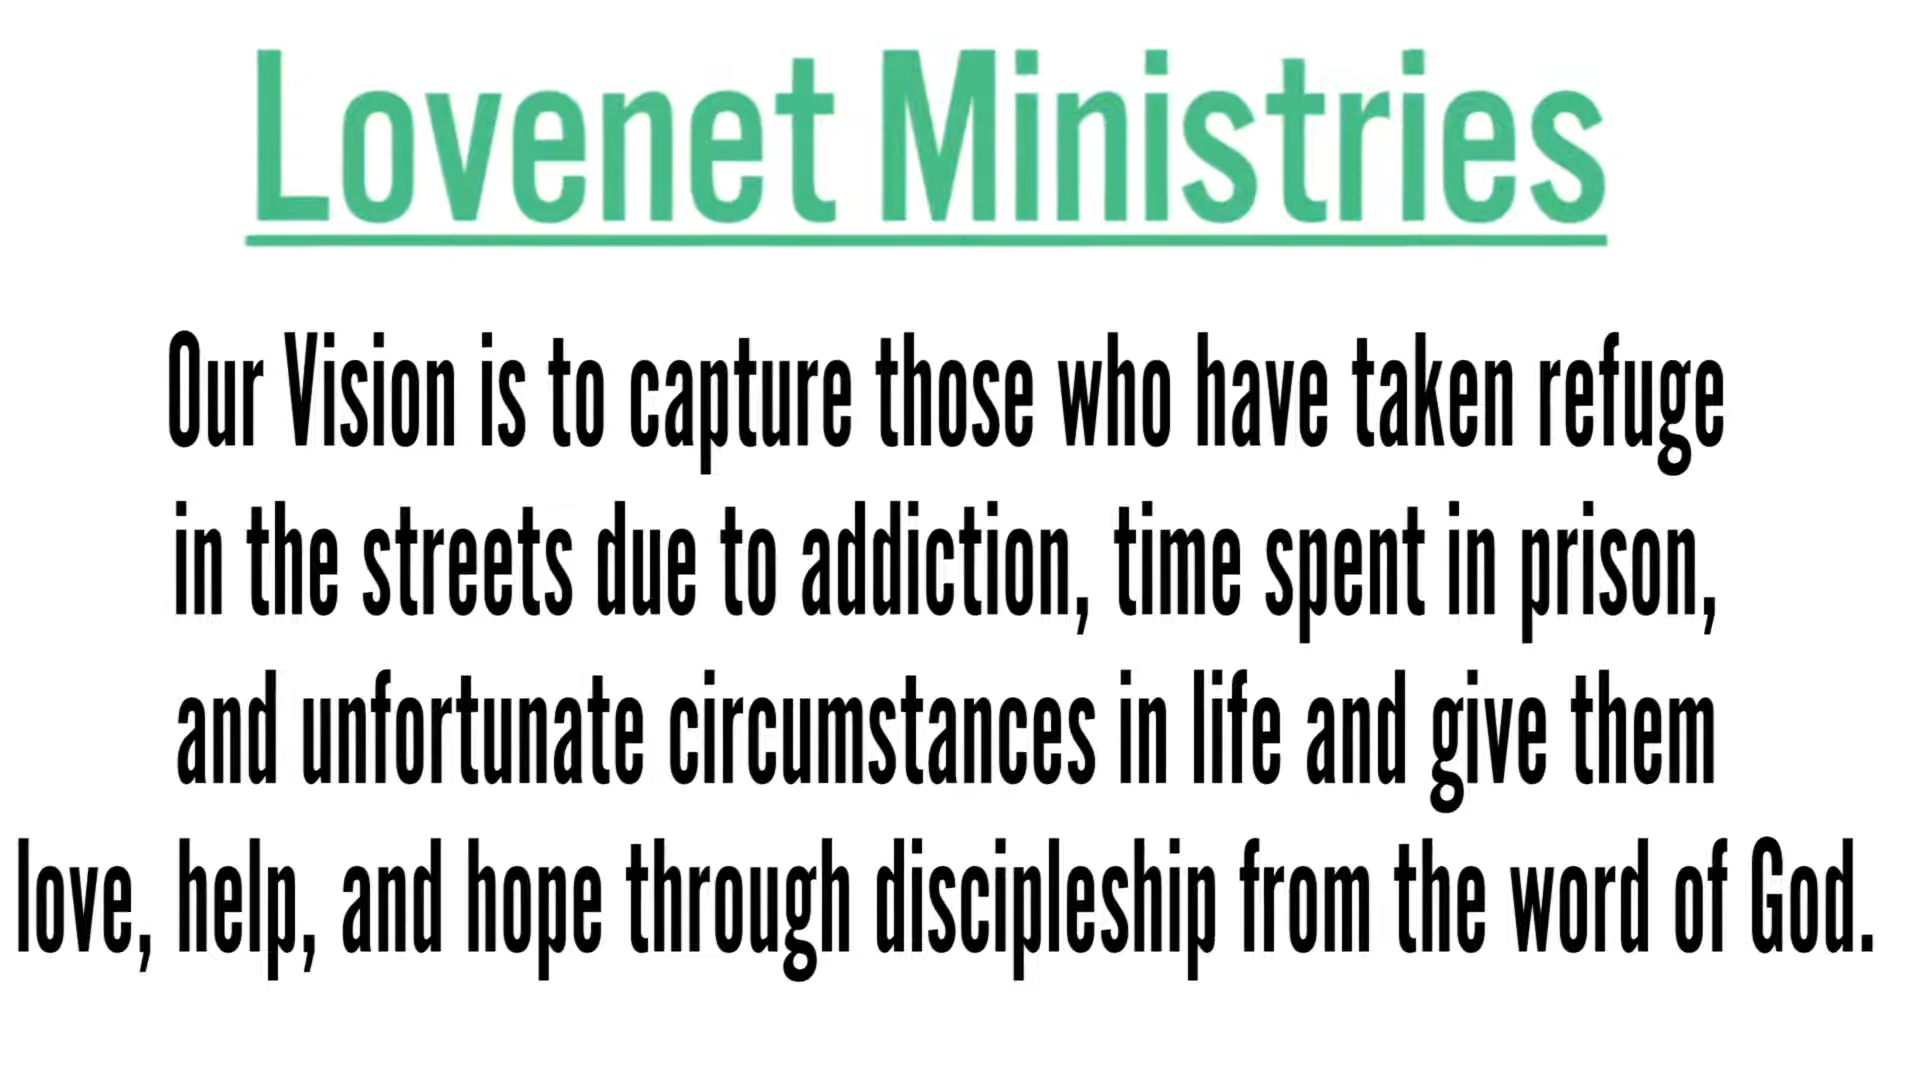 Lovenet Ministries
Our Vision is to capture those who have taken refuge
in the streets due to addiction, time spent in prison,
and unfortunate circumstances in life and give them
love, help, and hope through discipleship from the word of God.